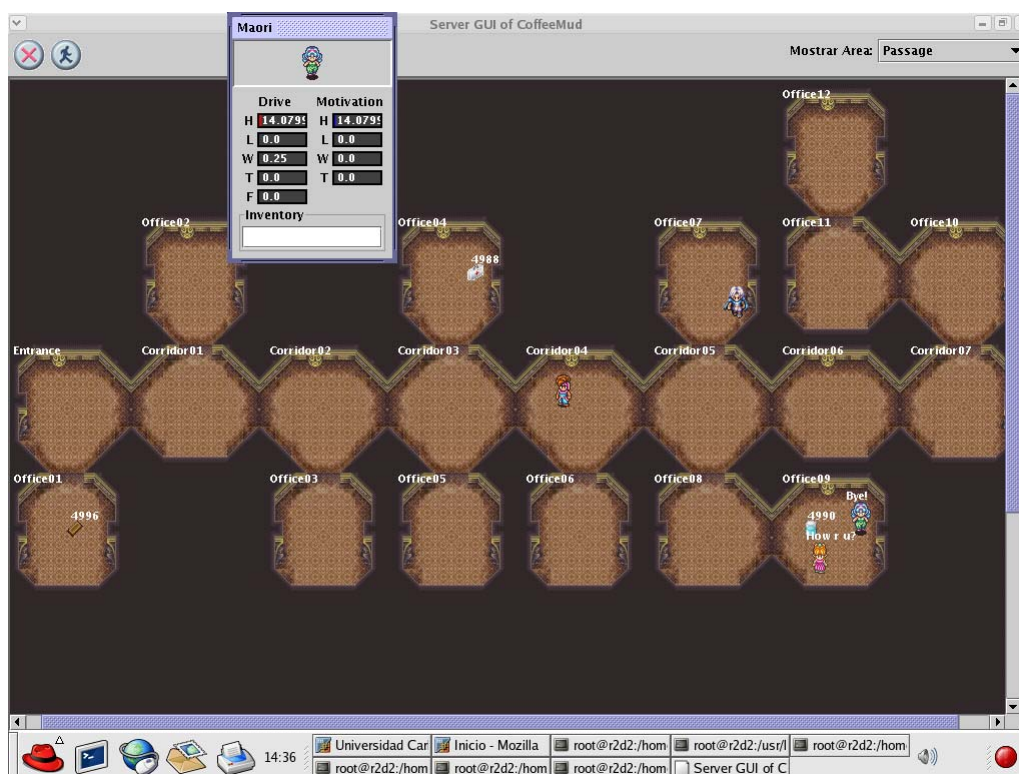 Server GUI of CoffeeMud
Maori
Mostrar Area: Passage
Drive Motivation
H 14.0799 H 14.0799
L 0.0 L 0.0
W 0.25 W 0.0
T 0.0 T 0.0
F 0.0
Inventory
Office12
Office02
Office04
Office07
Office11
Office10
4988
Entrance
Corridor01
Corridor02
Corridor03
Corridor04
Corridor05
Corridor06
Corridor07
Office01
Office03
Office05
Office06
Office08
Office09
Bye!
4996
4990
How r u?
14:36
Universidad Car
Inicio - Mozilla
root@r2d2:/hom
root@r2d2:/usr/l
root@r2d2:/hom
root@r2d2:/hom
root@r2d2:/hom
root@r2d2:/hom
Server GUI of C